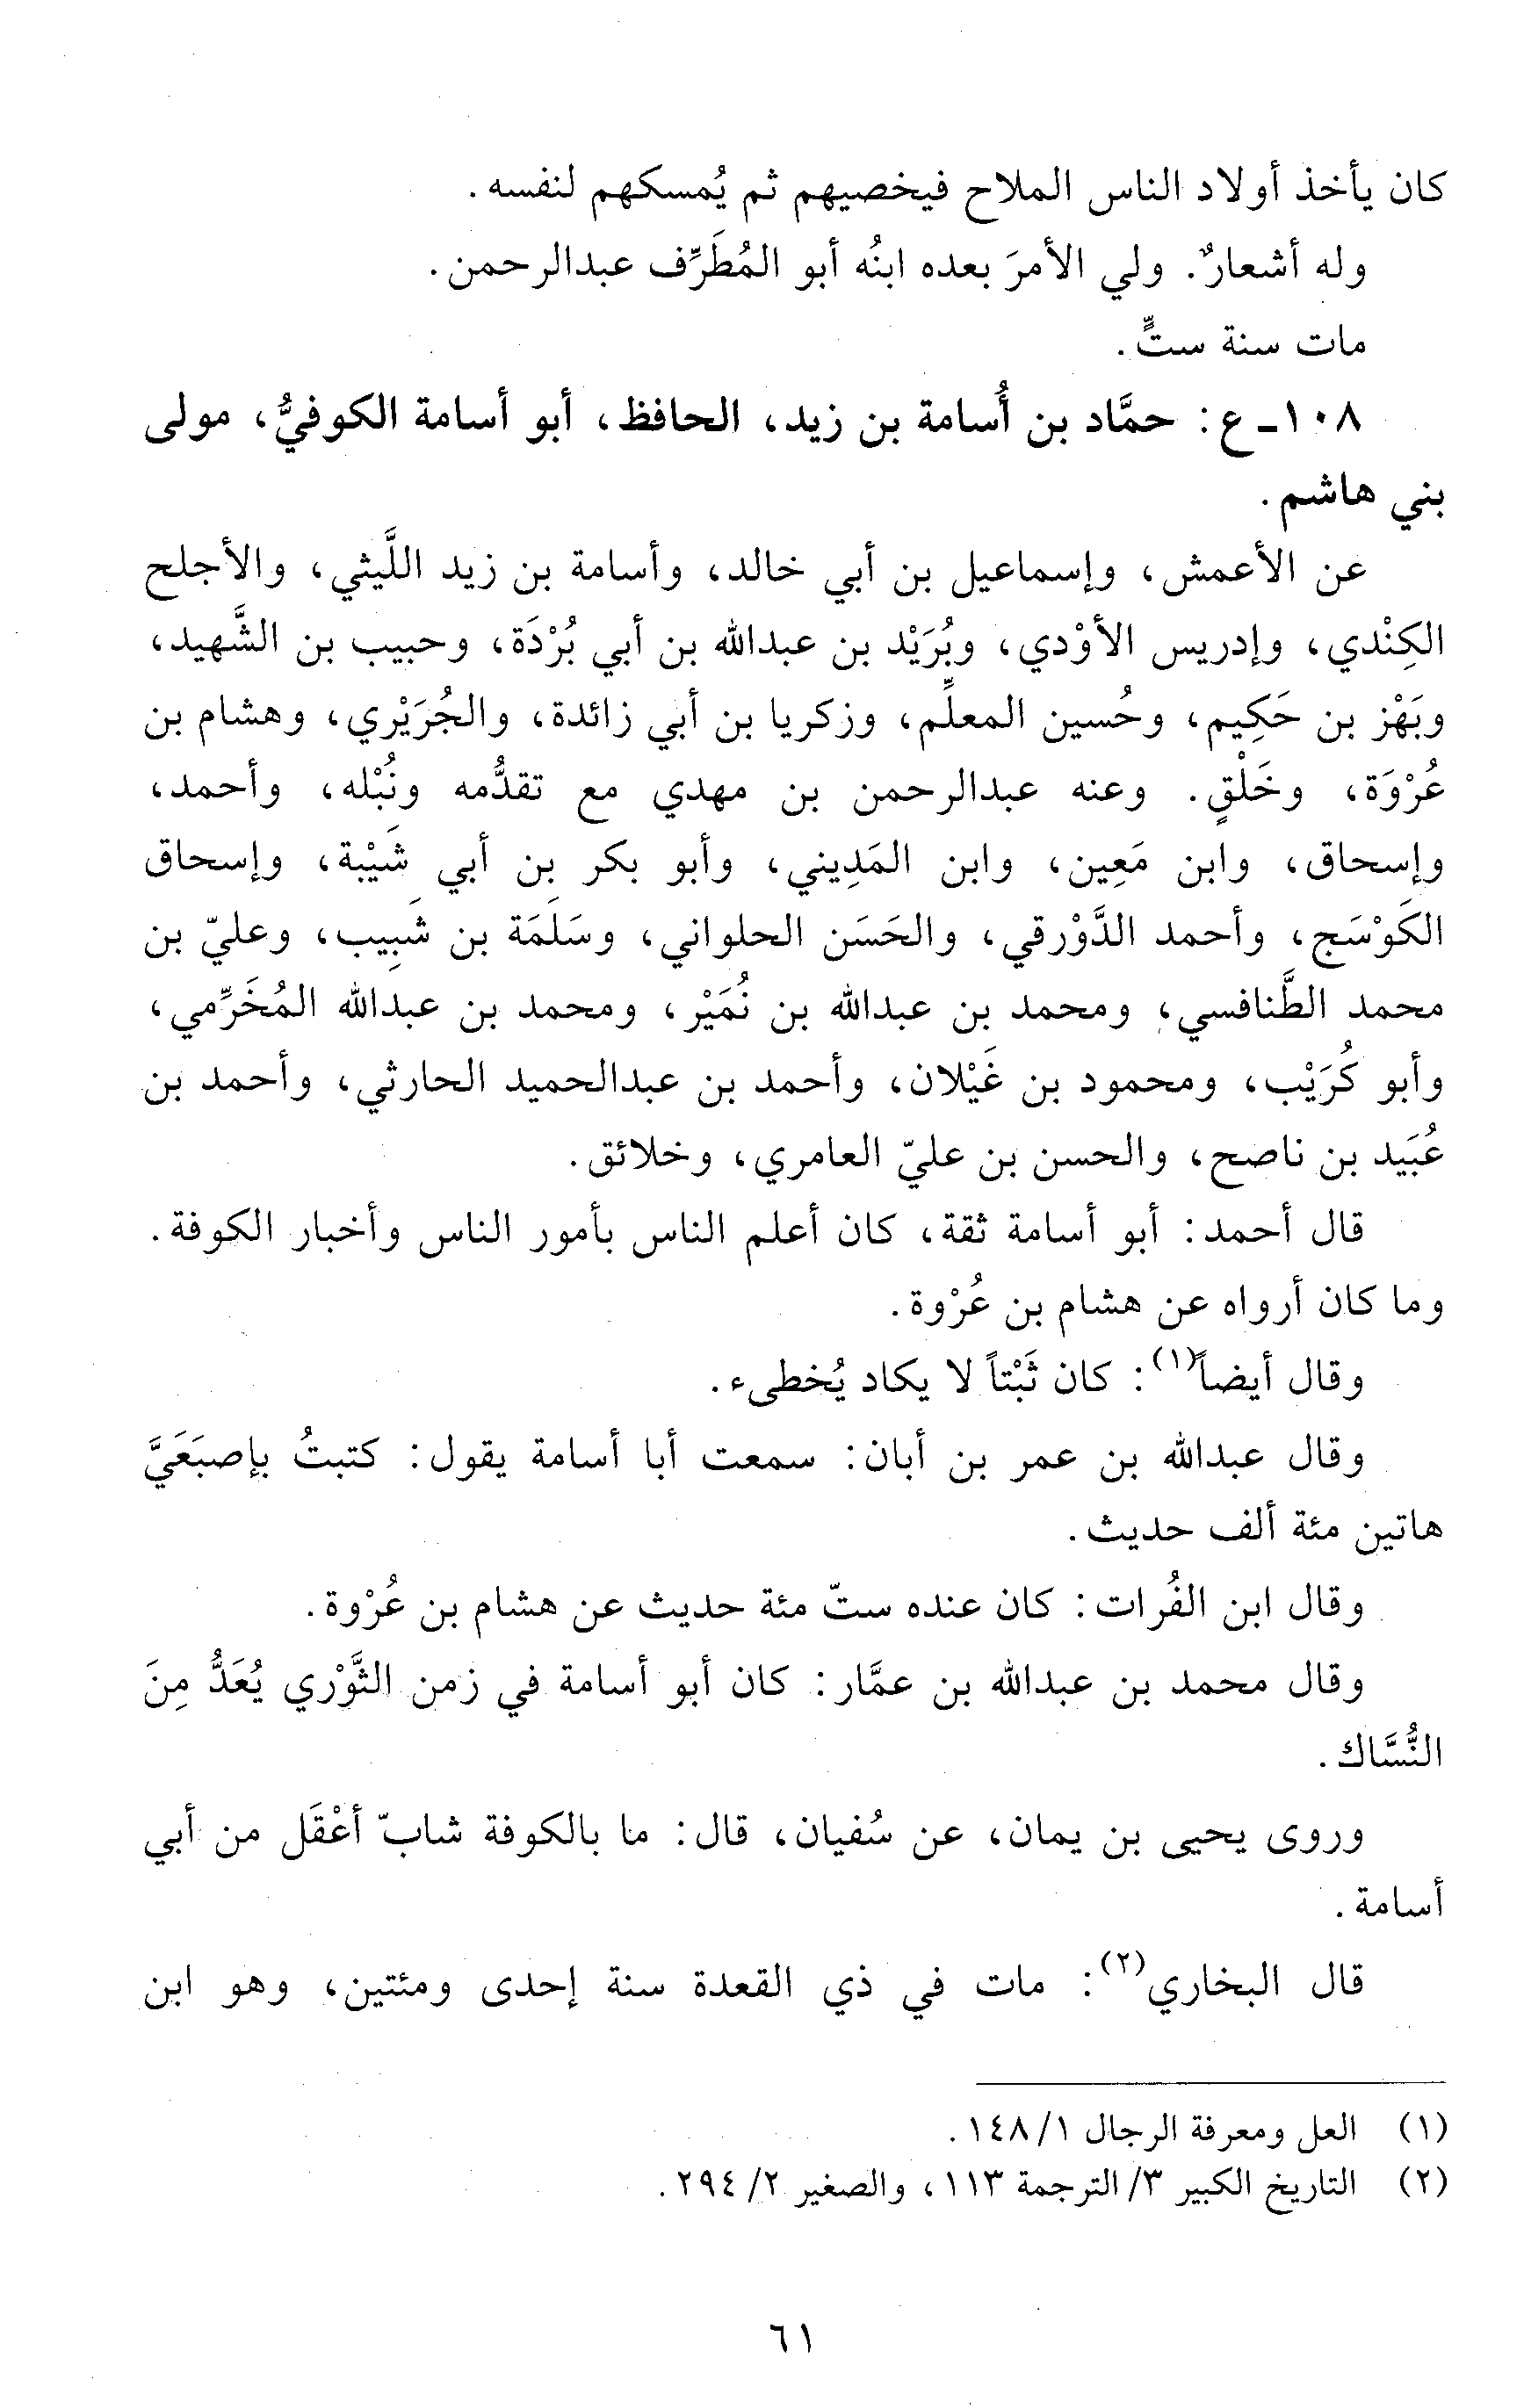 كان يأخذ أولاد الناس الملاح فيخصيهم ثم يُمسكهم لنفسه.
وله أشعارٌ. ولي الأمرَ بعده ابنُه أبو المُطَرِّف عبدالرحمن.
مات سنة ستٍّ.
١٠٨ـ ع: حمَّاد بن أُسامة بن زيد، الحافظ، أبو أسامة الكوفيُّ، مولى
بني هاشم.
عن الأعمش، وإسماعيل بن أبي خالد، وأسامة بن زيد اللَّيثي، والأجلح
الكِنْدي، وإدريس الأوْدي، وبُرَيْد بن عبدالله بن أبي بُرْدَة، وحبيب بن الشَّهيد،
وبَهْز بن حَكِيم، وحُسين المعلِّم، وزكريا بن أبي زائدة، والجُرَيْري، وهشام بن
عُرْوَة، وخَلْقٍ. وعنه عبدالرحمن بن مهدي مع تقدُّمه ونُبْله، وأحمد،
وإسحاق، وابن مَعِين، وابن المَدِيني، وأبو بكر بن أبي شَيْبة، وإسحاق
الكَوْسَج، وأحمد الدَّوْرقي، والحَسَن الحلواني، وسَلَمَة بن شَبِيب، وعليّ بن
محمد الطَّنافسي، ومحمد بن عبدالله بن نُمَيْر، ومحمد بن عبدالله المُخَرِّمي،
وأبو كُرَيْب، ومحمود بن غَيْلان، وأحمد بن عبدالحميد الحارثي، وأحمد بن
عُبَيد بن ناصح، والحسن بن عليّ العامري، وخلائق.
قال أحمد: أبو أسامة ثقة، كان أعلم الناس بأمور الناس وأخبار الكوفة.
وما كان أرواه عن هشام بن عُرْوة.
وقال أيضاً(١): كان ثَبْتاً لا يكاد يُخطىء.
وقال عبدالله بن عمر بن أبان: سمعت أبا أسامة يقول: كتبتُ بإصبَعَيَّ
هاتين مئة ألف حديث.
وقال ابن الفُرات: كان عنده ستّ مئة حديث عن هشام بن عُرْوة.
وقال محمد بن عبدالله بن عمَّار: كان أبو أسامة في زمن الثَّوْري يُعَدُّ مِنَ
النُّسَّاك.
وروى يحيى بن يمان، عن سُفيان، قال: ما بالكوفة شابّ أعْقَل من أبي
أسامة.
قال البخاري(٢): مات في ذي القعدة سنة إحدى ومئتين، وهو ابن
(١) العل ومعرفة الرجال ١/ ١٤٨.
(٢) التاريخ الكبير ٣/ الترجمة ١١٣، والصغير ٢/ ٢٩٤.
٦١